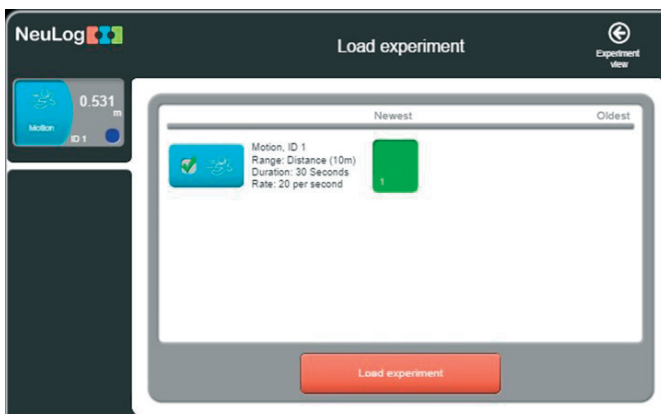 NeuLog
Load experiment
Experiment
view
0.531
m
Motion
ID 1
Newest
Oldest
Motion, ID 1
Range: Distance (10m)
Duration: 30 Seconds
Rate: 20 per second
1
Load experiment